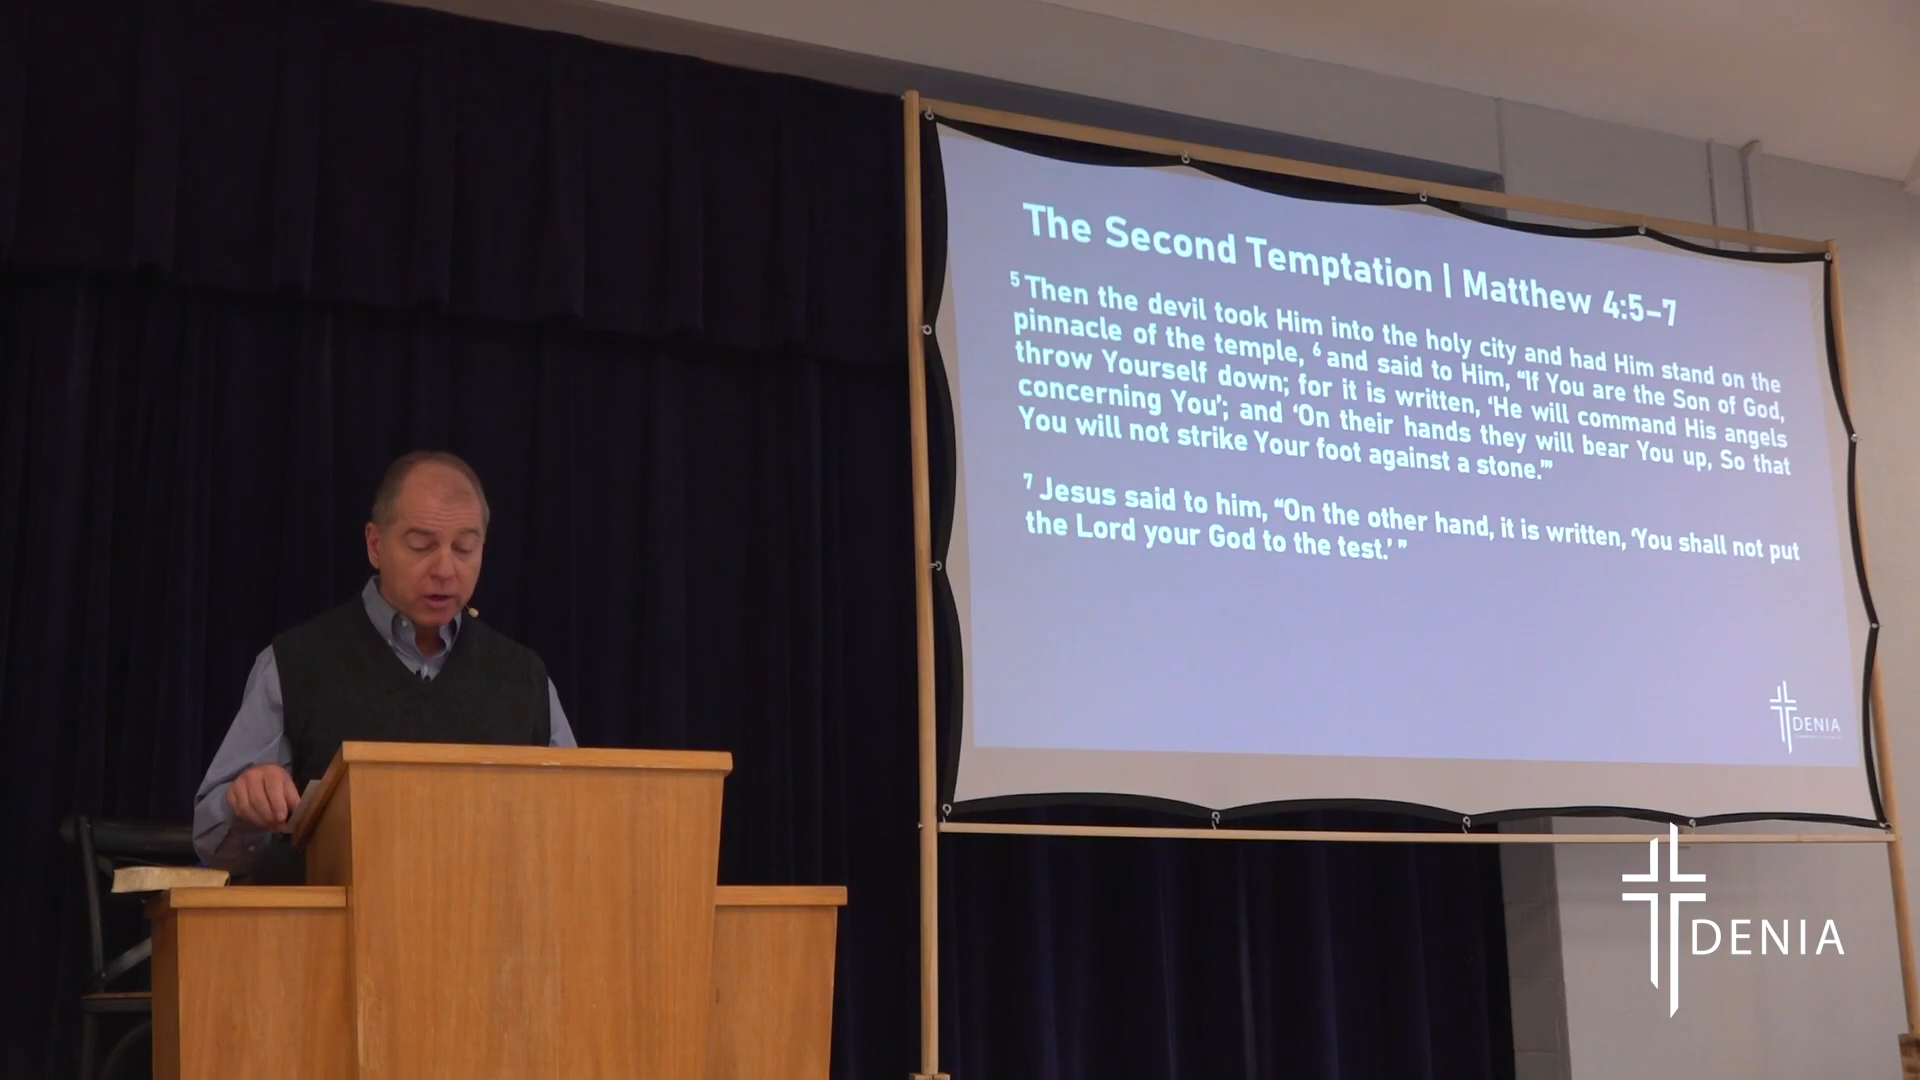 The Second Temptation | Matthew 4:5–7
5 Then the devil took Him into the holy city and had Him stand on the
pinnacle of the temple, 6 and said to Him, “If You are the Son of God,
throw Yourself down; for it is written, ‘He will command His angels
concerning You’; and ‘On their hands they will bear You up, So that
You will not strike Your foot against a stone.’”
7 Jesus said to him, “On the other hand, it is written, ‘You shall not put
the Lord your God to the test.’ ”
DENIA
DENIA